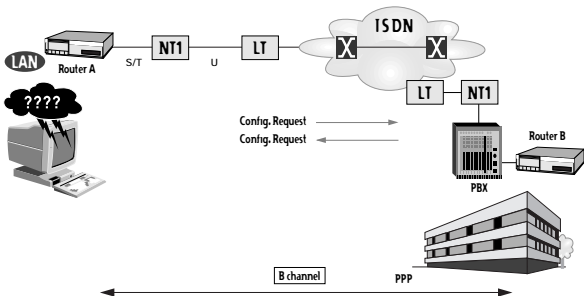 ISDN
NT1
LT
LAN
Router A
S/T
U
LT
NT1
????
Config. Request
Config. Request
Router B
PBX
B channel
PPP